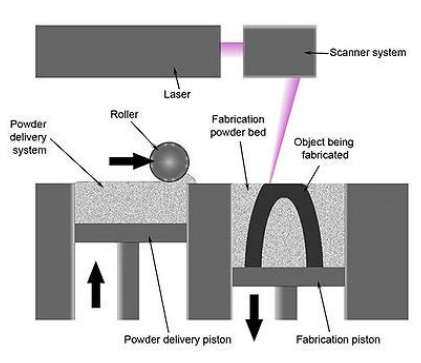 Scanner system
Laser
Roller
Powder
delivery
system
Fabrication
powder bed
Object being
fabricated
Powder delivery piston
Fabrication piston